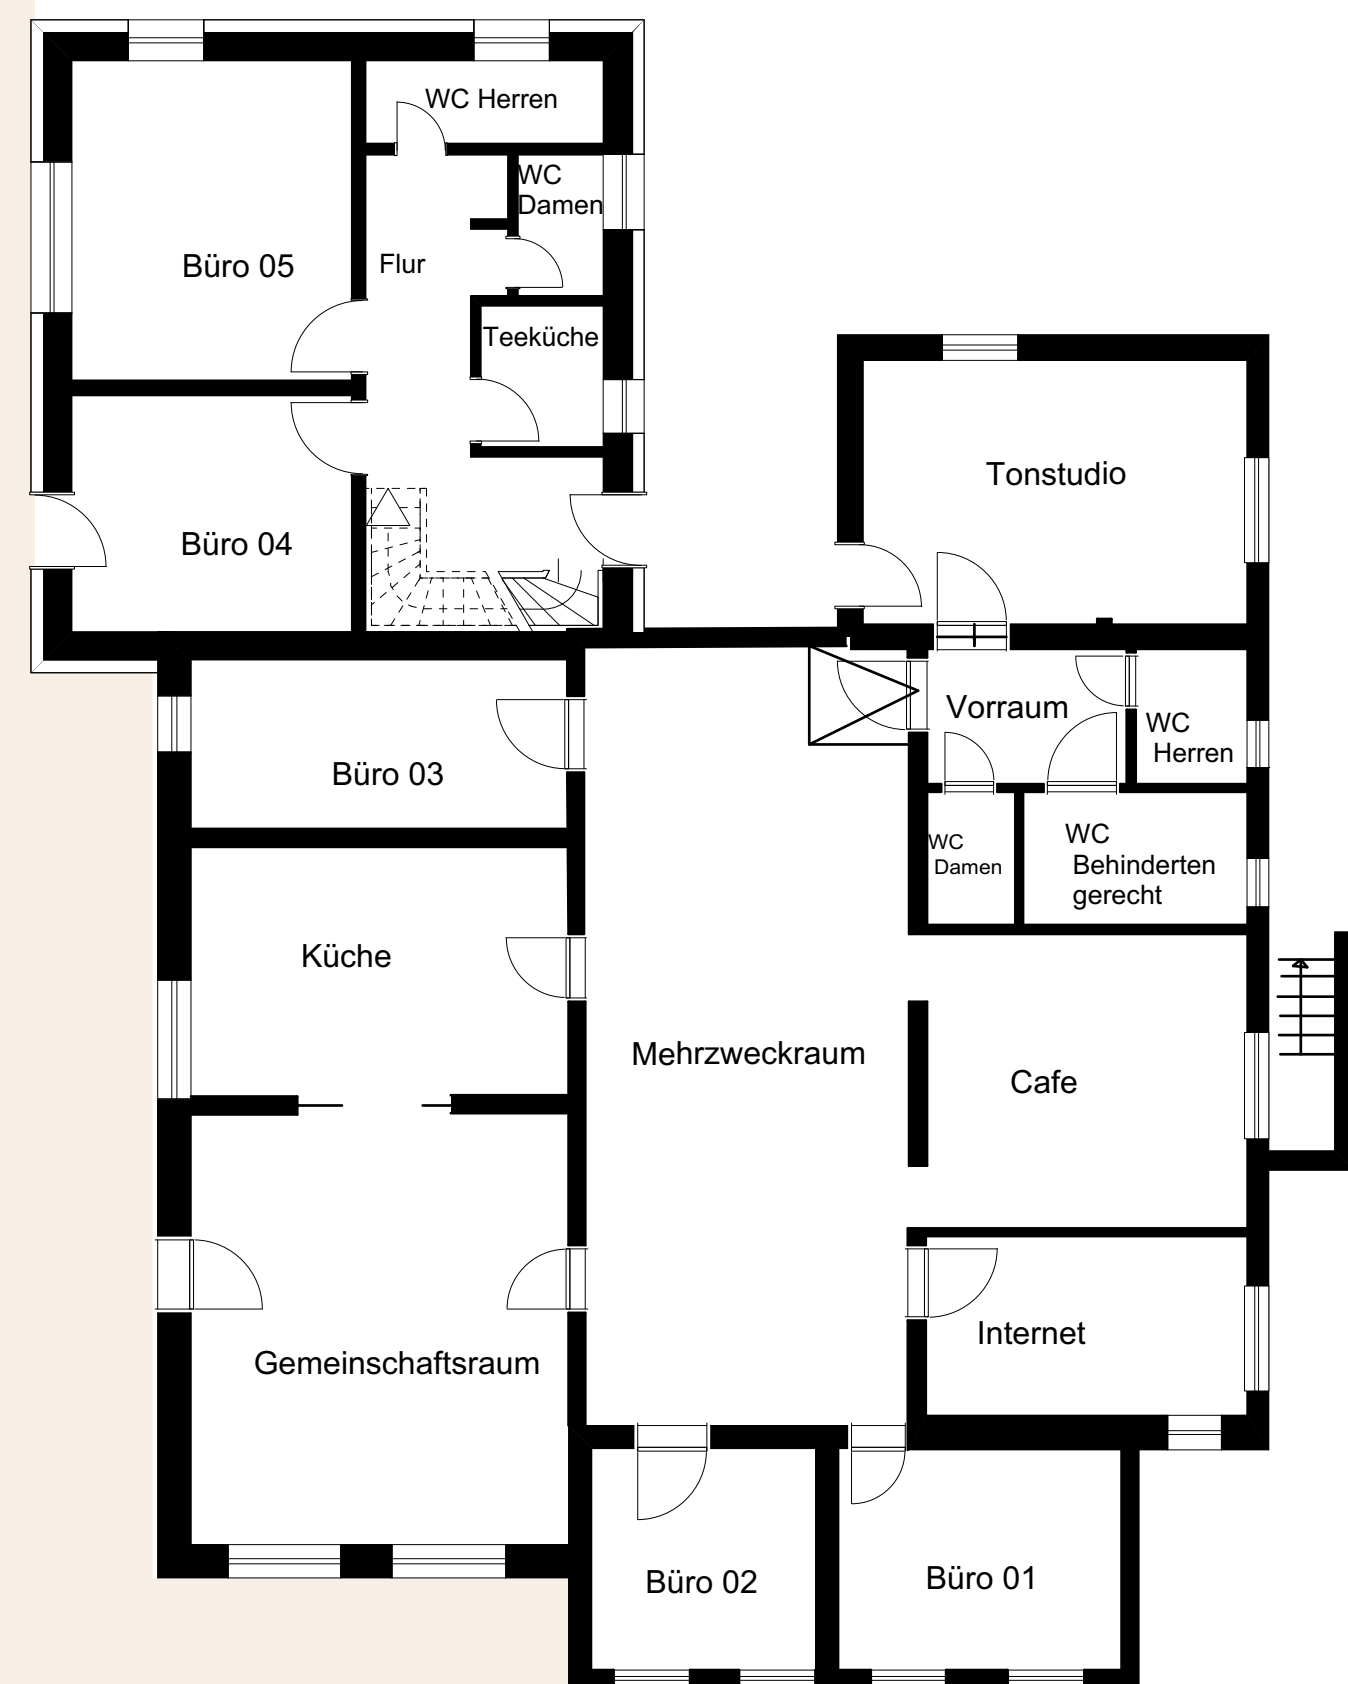 WC Herren
WC
Damen
Büro 05
Flur
Teeküche
Büro 04
Tonstudio
Vorraum
WC
Herren
Büro 03
WC
Damen
WC
Behinderten
gerecht
Küche
Mehrzweckraum
Cafe
Gemeinschaftsraum
Internet
Büro 02
Büro 01